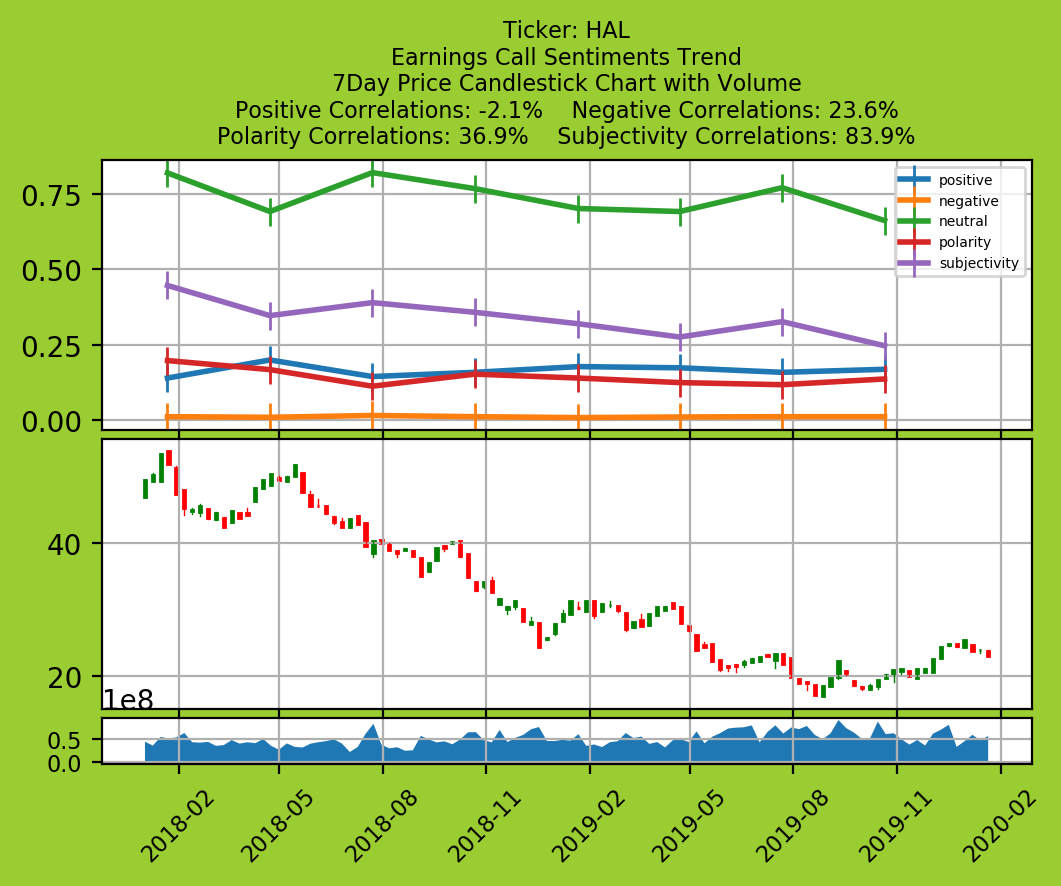 Ticker: HAL
Earnings Call Sentiments Trend
7Day Price Candlestick Chart with Volume
Positive Correlations: -2.1%    Negative Correlations: 23.6%
Polarity Correlations: 36.9%    Subjectivity Correlations: 83.9%
0.75
0.50
0.25
0.00
positive
negative
neutral
polarity
subjectivity
40
20
1e8
0.5
0.0
2018-02
2018-05
2018-08
2018-11
2019-02
2019-05
2019-08
2019-11
2020-02